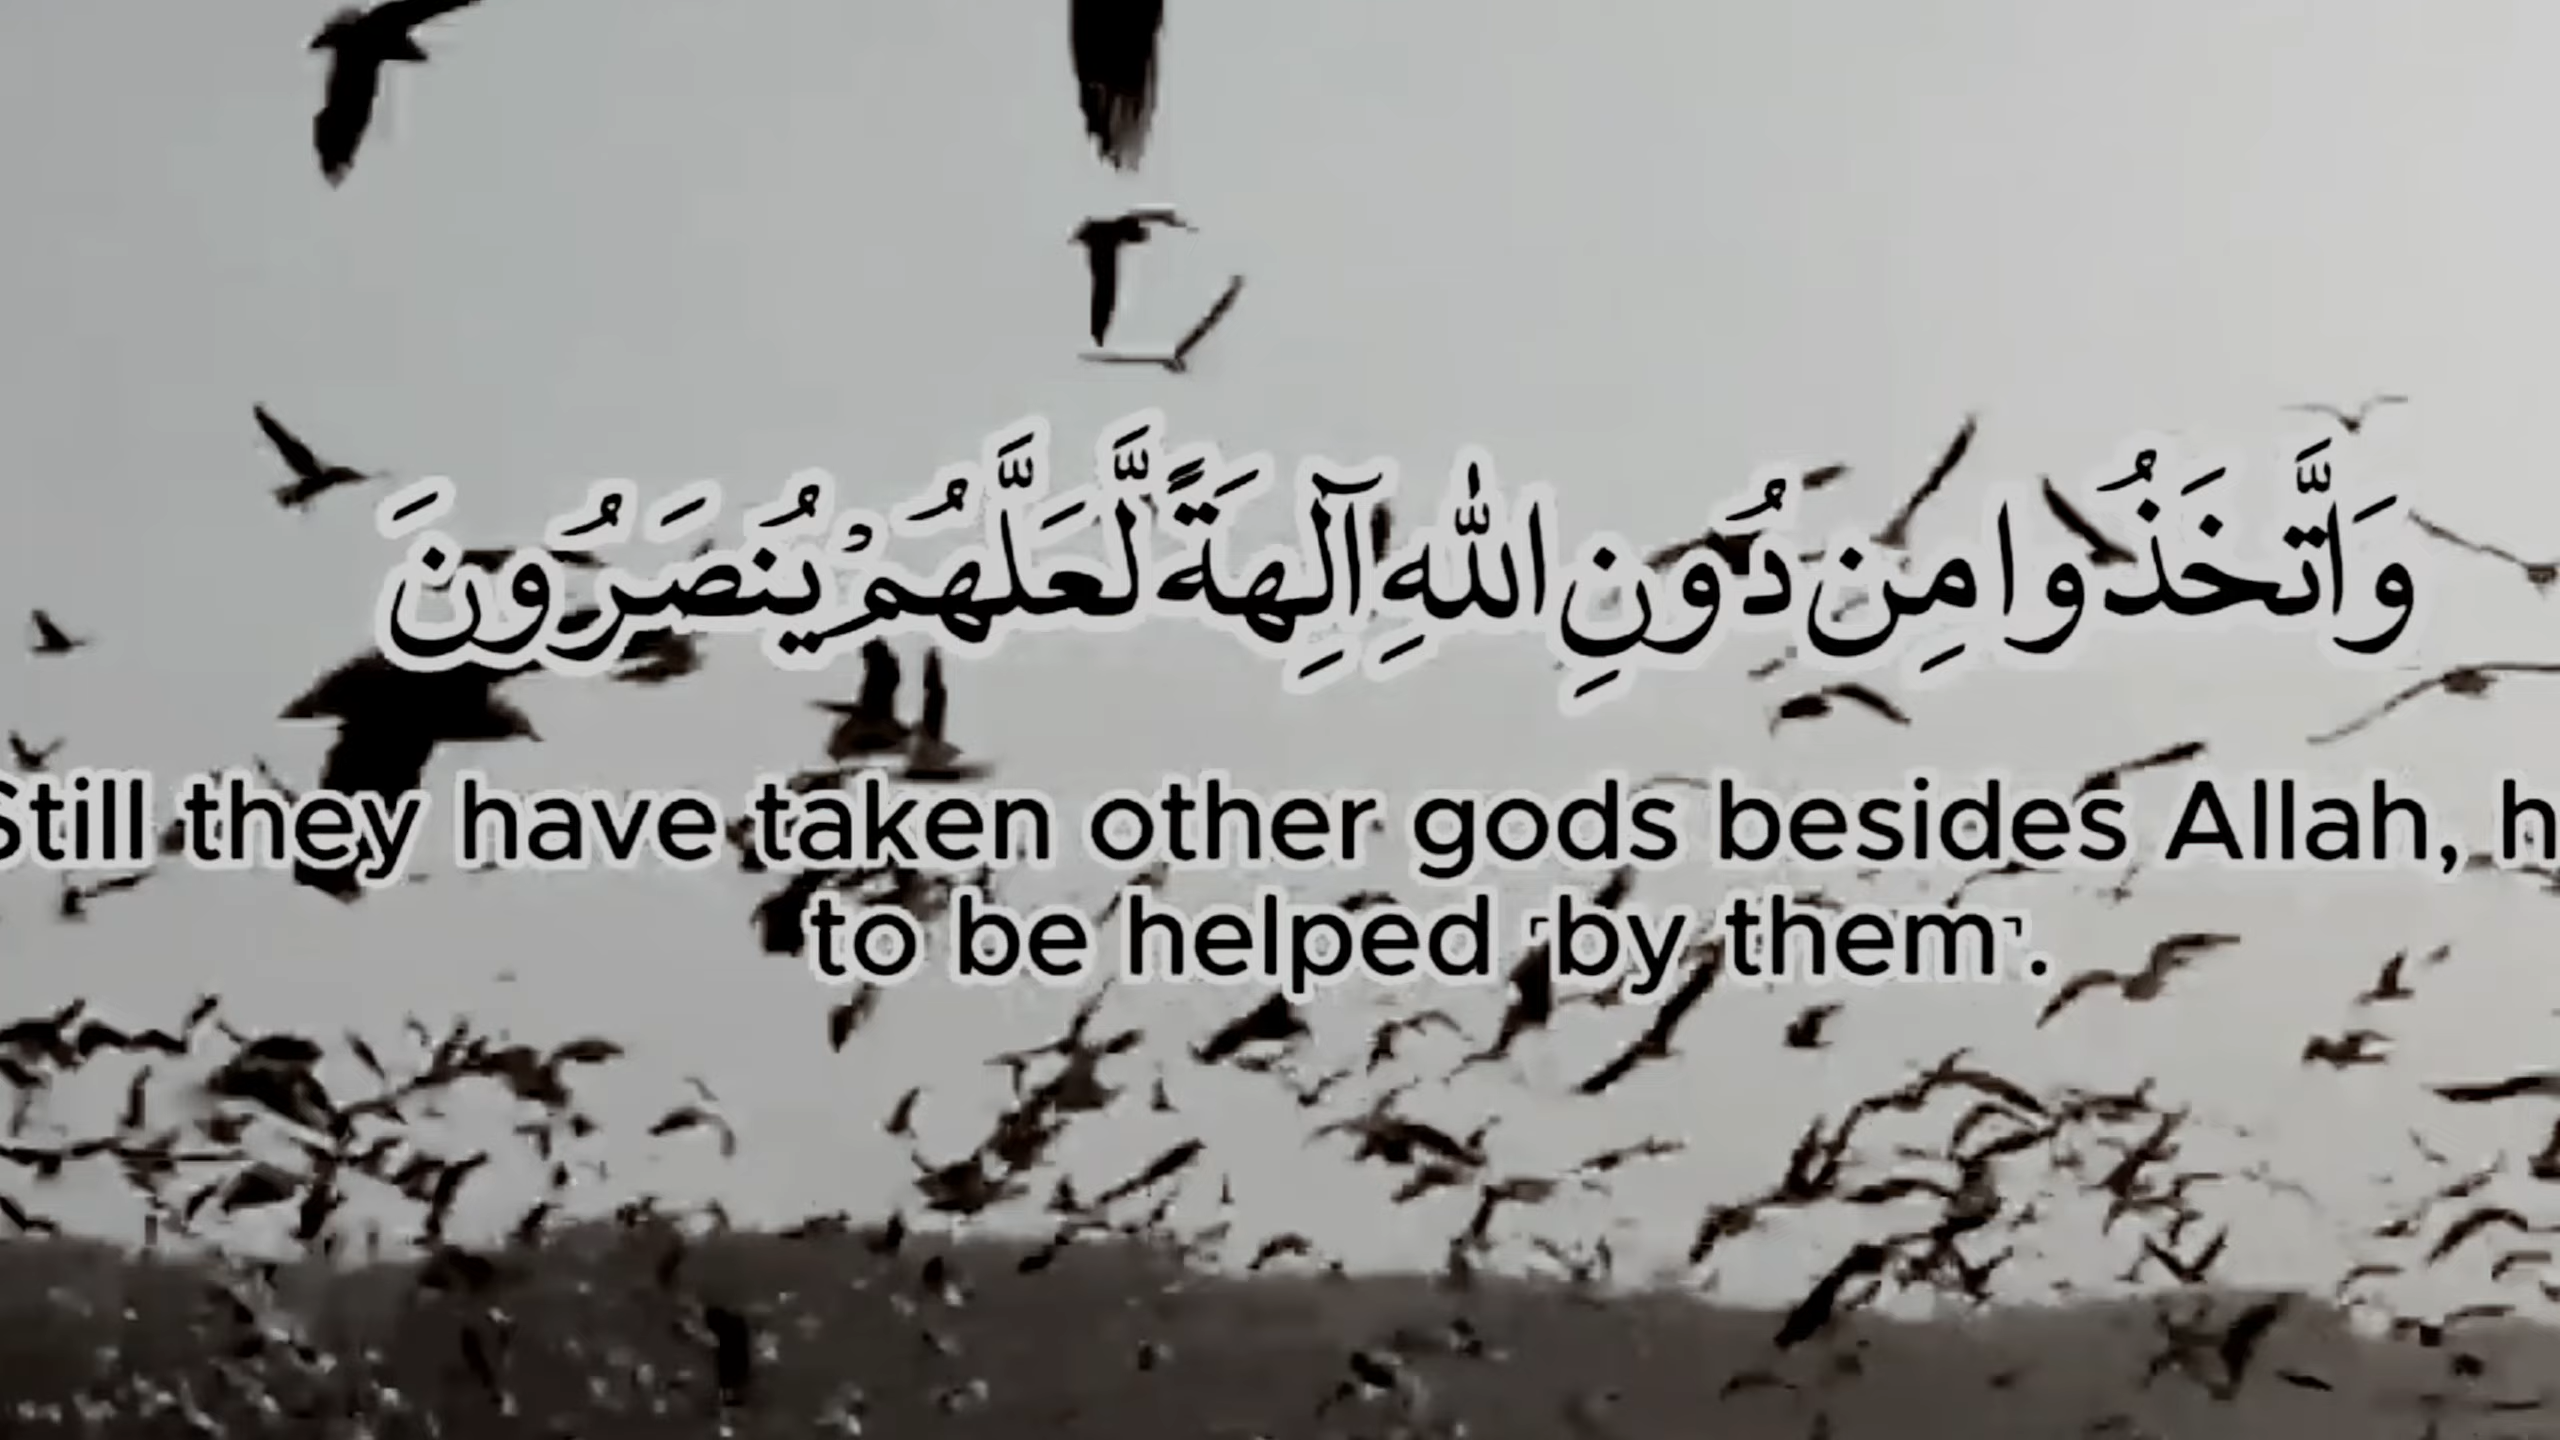 وَاتَّخَذُوا مِن دُونِ اللَّهِ آلِهَةً لَّعَلَّهُمْ يُنصَرُونَ
Still they have taken other gods besides Allah, h
to be helped ˹by them˺.